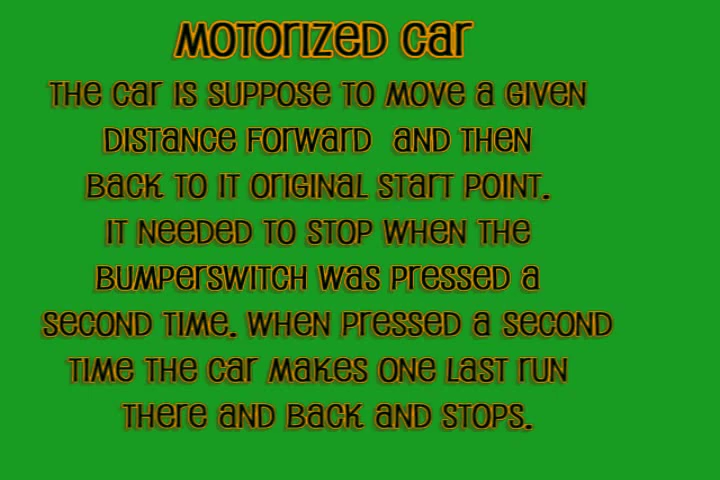 Motorized Car
The car is suppose to move a given
distance forward and then
back to it original start point.
It needed to stop when the
bumperswitch was pressed a
second time. When pressed a second
time the car makes one last run
there and back and stops.